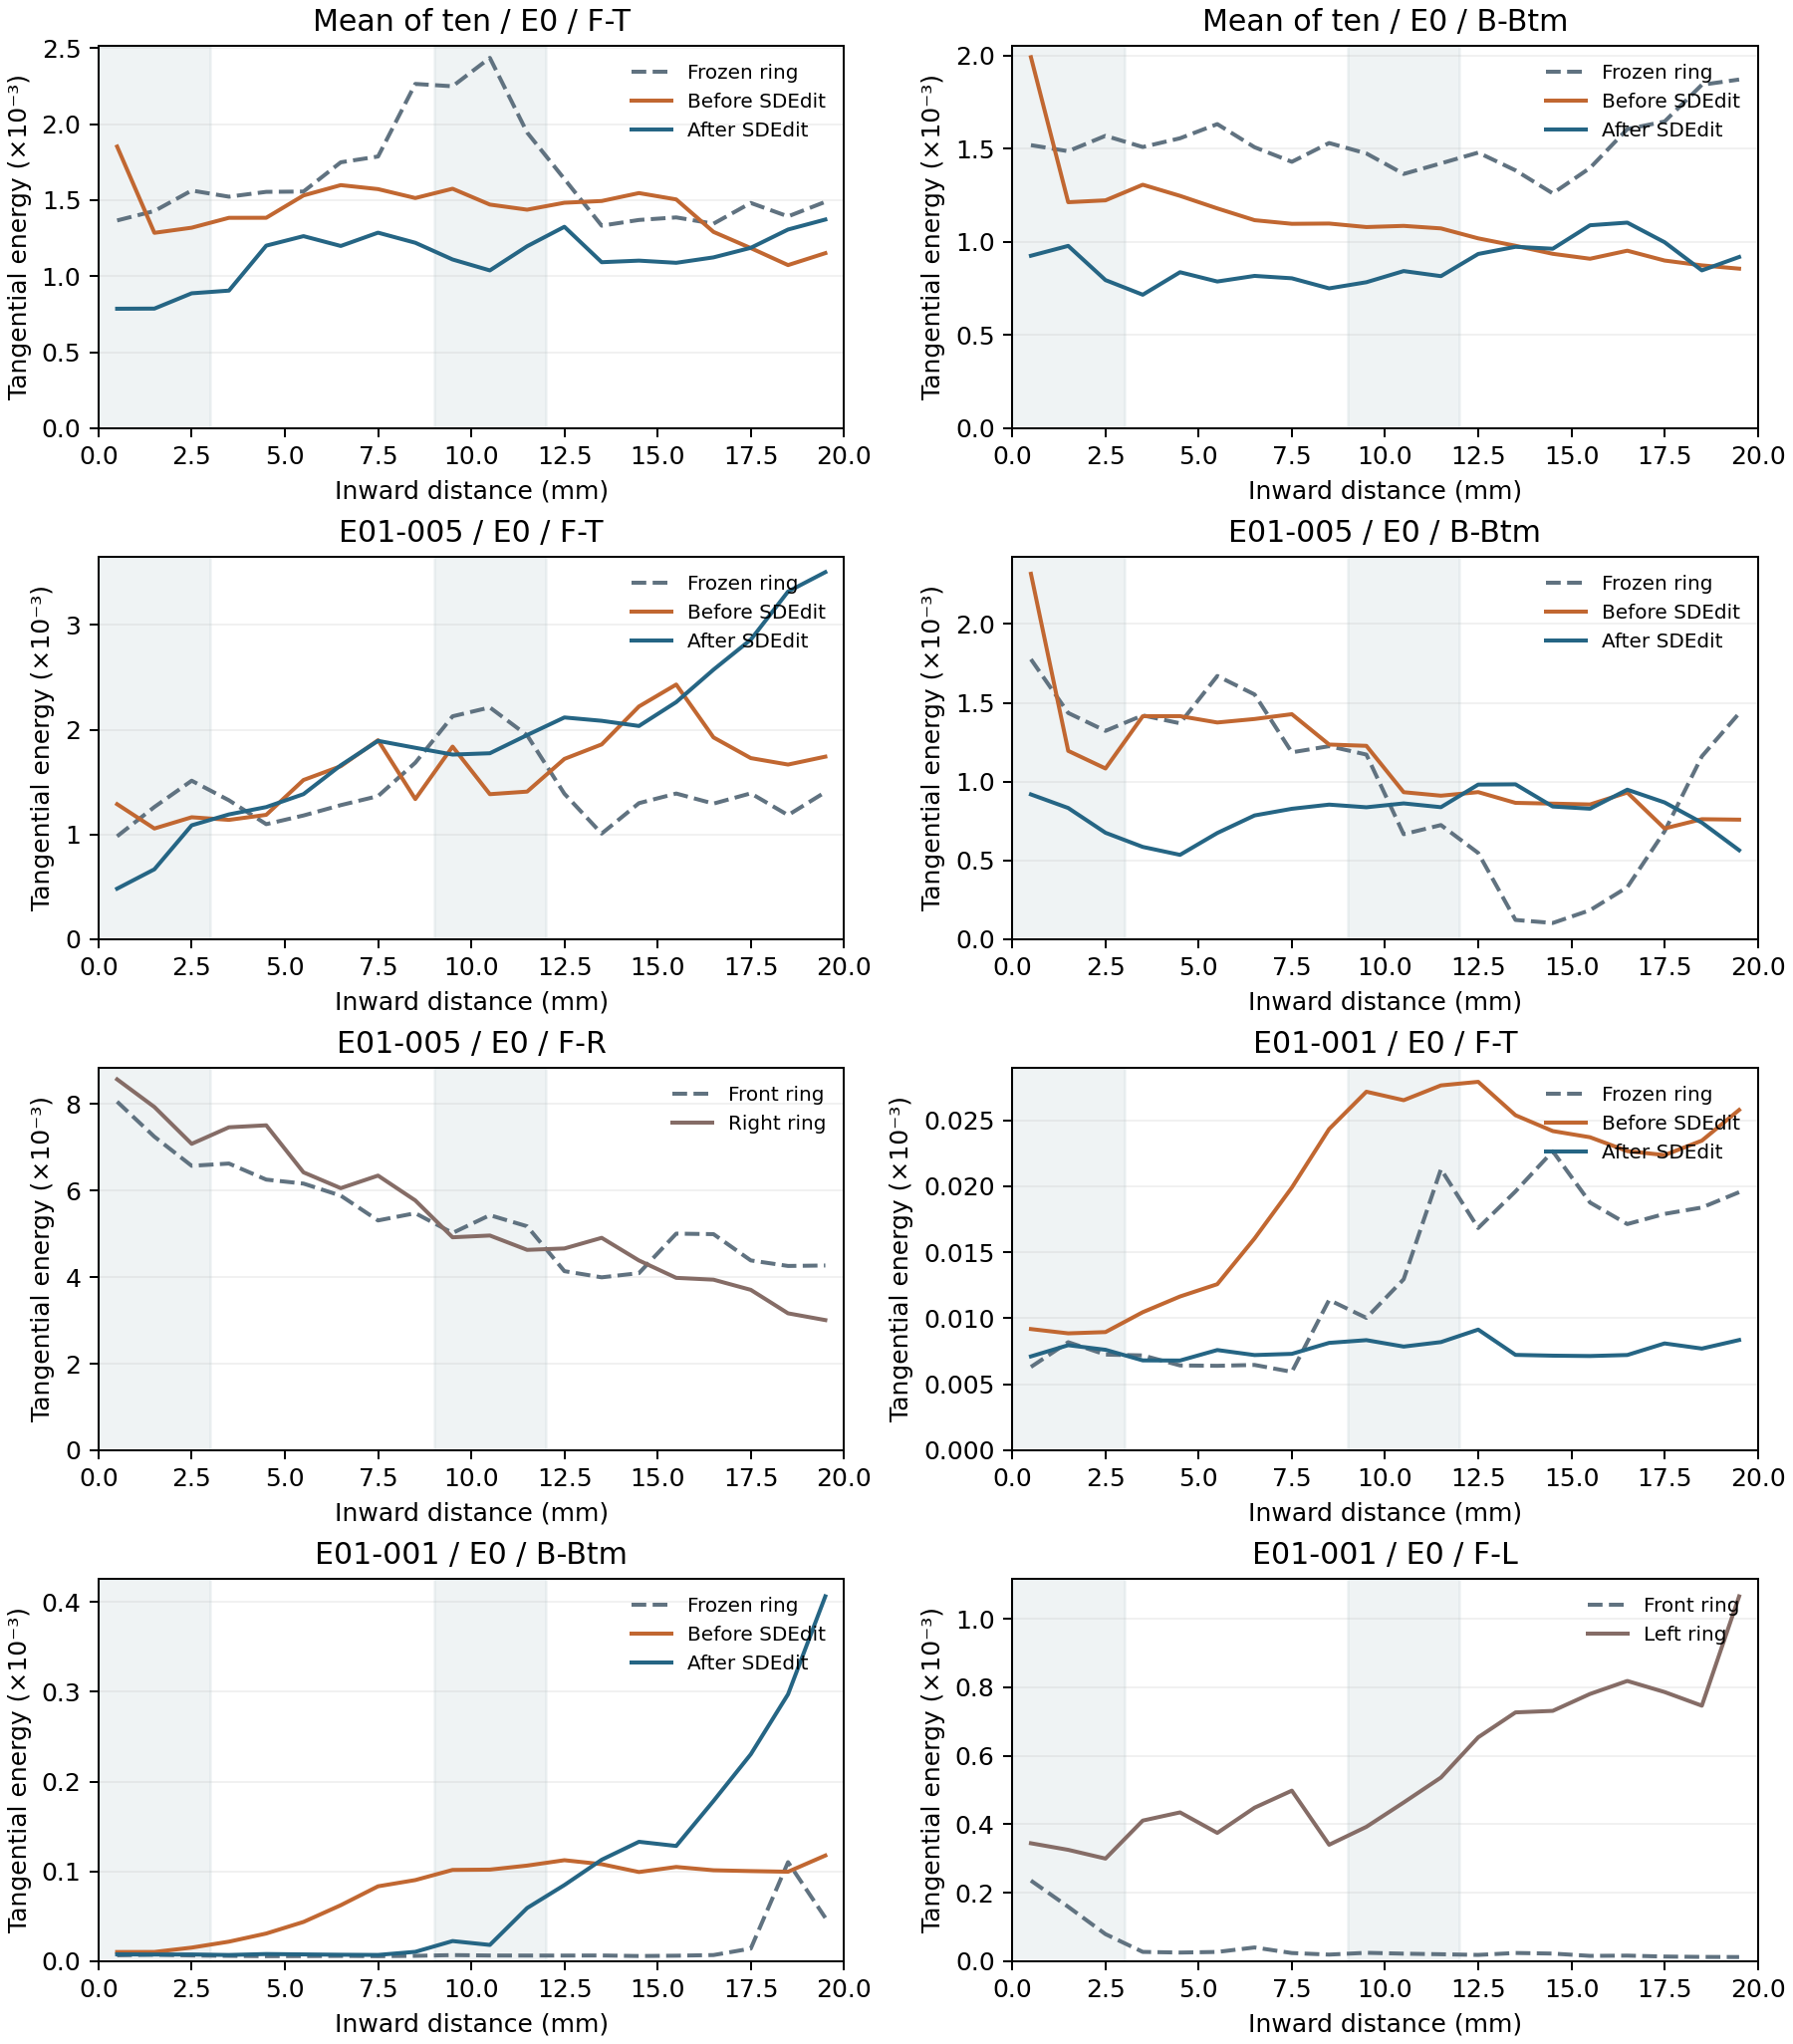 Mean of ten / E0 / F-T
Tangential energy (×10⁻³)
2.5
2.0
1.5
1.0
0.5
0.0
Frozen ring
Before SDEdit
After SDEdit
0.0 2.5 5.0 7.5 10.0 12.5 15.0 17.5 20.0
Inward distance (mm)
Mean of ten / E0 / B-Btm
Tangential energy (×10⁻³)
2.0
1.5
1.0
0.5
0.0
Frozen ring
Before SDEdit
After SDEdit
0.0 2.5 5.0 7.5 10.0 12.5 15.0 17.5 20.0
Inward distance (mm)
E01-005 / E0 / F-T
Tangential energy (×10⁻³)
3
2
1
0
Frozen ring
Before SDEdit
After SDEdit
0.0 2.5 5.0 7.5 10.0 12.5 15.0 17.5 20.0
Inward distance (mm)
E01-005 / E0 / B-Btm
Tangential energy (×10⁻³)
2.0
1.5
1.0
0.5
0.0
Frozen ring
Before SDEdit
After SDEdit
0.0 2.5 5.0 7.5 10.0 12.5 15.0 17.5 20.0
Inward distance (mm)
E01-005 / E0 / F-R
Tangential energy (×10⁻³)
8
6
4
2
0
Front ring
Right ring
0.0 2.5 5.0 7.5 10.0 12.5 15.0 17.5 20.0
Inward distance (mm)
E01-001 / E0 / F-T
Tangential energy (×10⁻³)
0.025
0.020
0.015
0.010
0.005
0.000
Frozen ring
Before SDEdit
After SDEdit
0.0 2.5 5.0 7.5 10.0 12.5 15.0 17.5 20.0
Inward distance (mm)
E01-001 / E0 / B-Btm
Tangential energy (×10⁻³)
0.4
0.3
0.2
0.1
0.0
Frozen ring
Before SDEdit
After SDEdit
0.0 2.5 5.0 7.5 10.0 12.5 15.0 17.5 20.0
Inward distance (mm)
E01-001 / E0 / F-L
Tangential energy (×10⁻³)
1.0
0.8
0.6
0.4
0.2
0.0
Front ring
Left ring
0.0 2.5 5.0 7.5 10.0 12.5 15.0 17.5 20.0
Inward distance (mm)